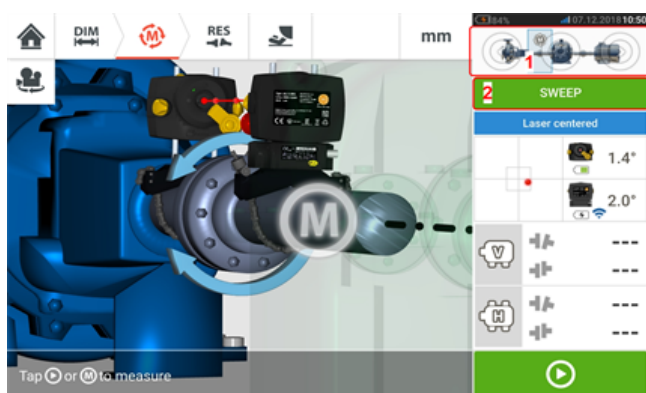 DIM
M
RES
mm
84%
07.12.2018 10:50
1
2 SWEEP
Laser centered
1.4°
2.0°
M
V
---
---
H
---
---
Tap or M to measure